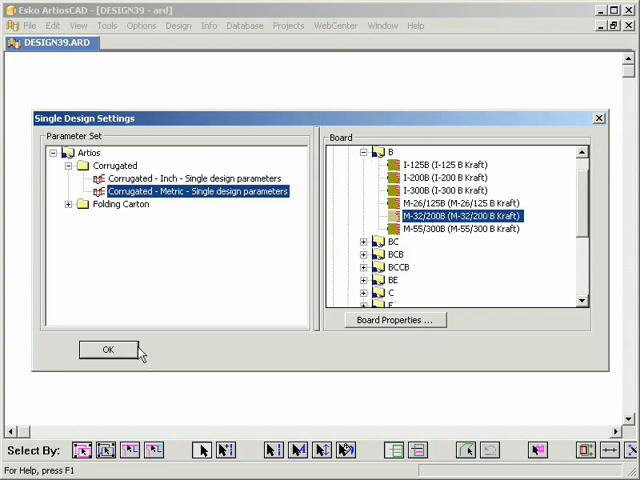 Esko ArtiosCAD - [DESIGN39 - ard]
File Edit View Tools Options Design Info Database Projects WebCenter Window Help
DESIGN39.ARD
Single Design Settings
Parameter Set
Artios
Corrugated
Corrugated - Inch - Single design parameters
Corrugated - Metric - Single design parameters
Folding Carton
OK
Board
B
I-125B (I-125 B Kraft)
I-200B (I-200 B Kraft)
I-300B (I-300 B Kraft)
M-26/125B (M-26/125 B Kraft)
M-32/200B (M-32/200 B Kraft)
M-55/300B (M-55/300 B Kraft)
BC
BCB
BCCB
BE
C
Board Properties ...
Select By:
For Help, press F1